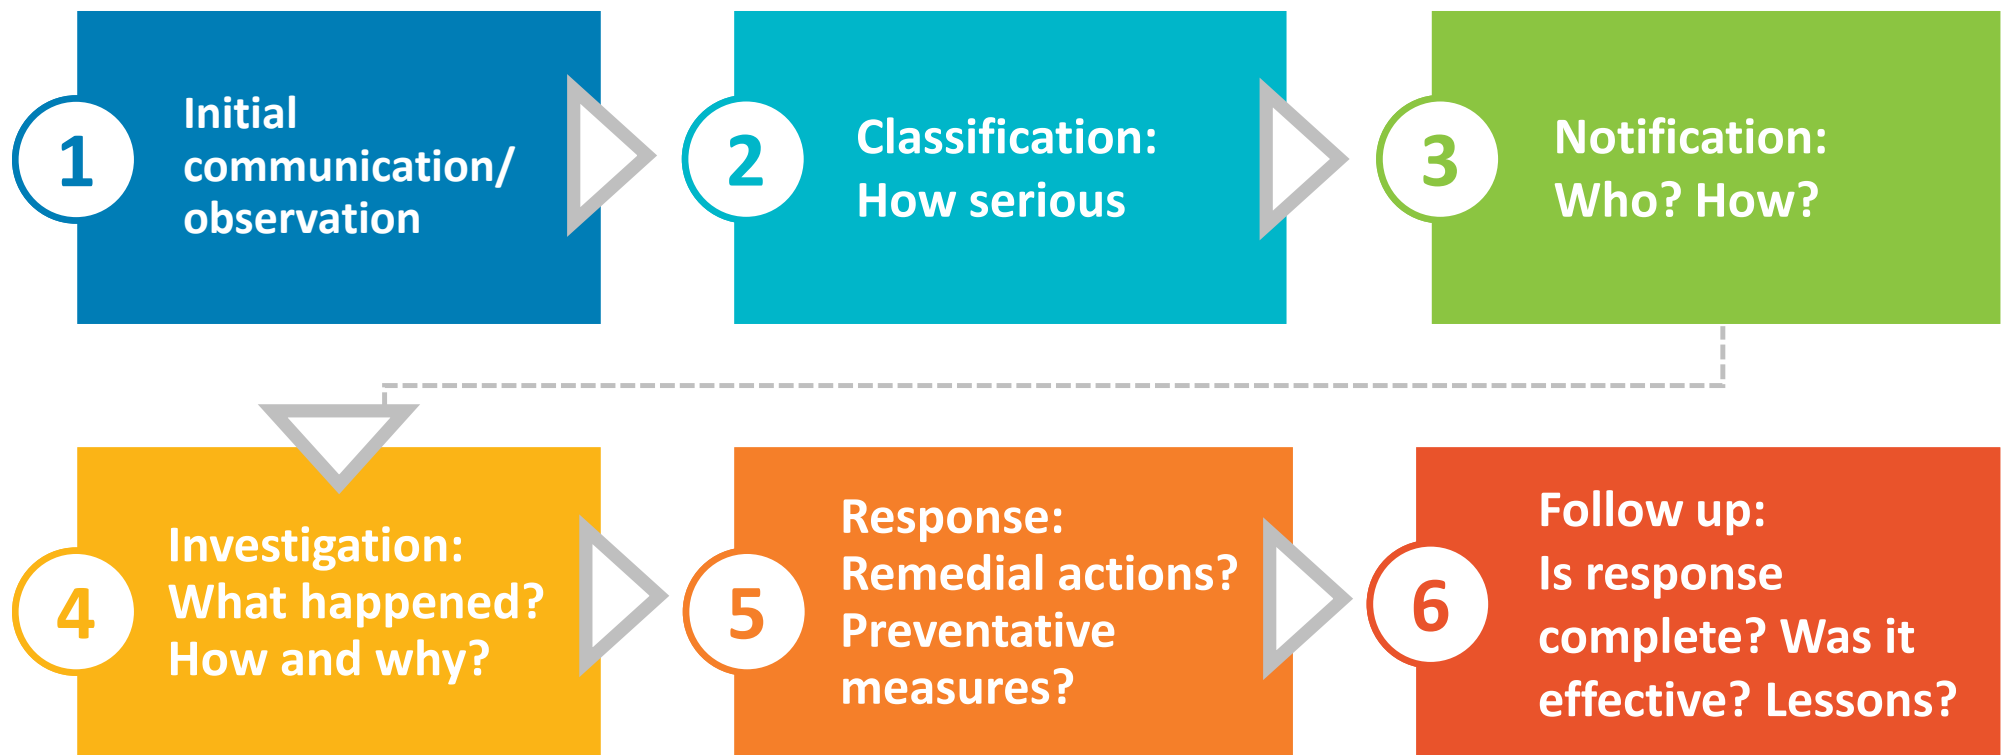 1
Initial
communication/
observation
2
Classification:
How serious
3
Notification:
Who? How?
4
Investigation:
What happened?
How and why?
5
Response:
Remedial actions?
Preventative
measures?
6
Follow up:
Is response
complete? Was it
effective? Lessons?